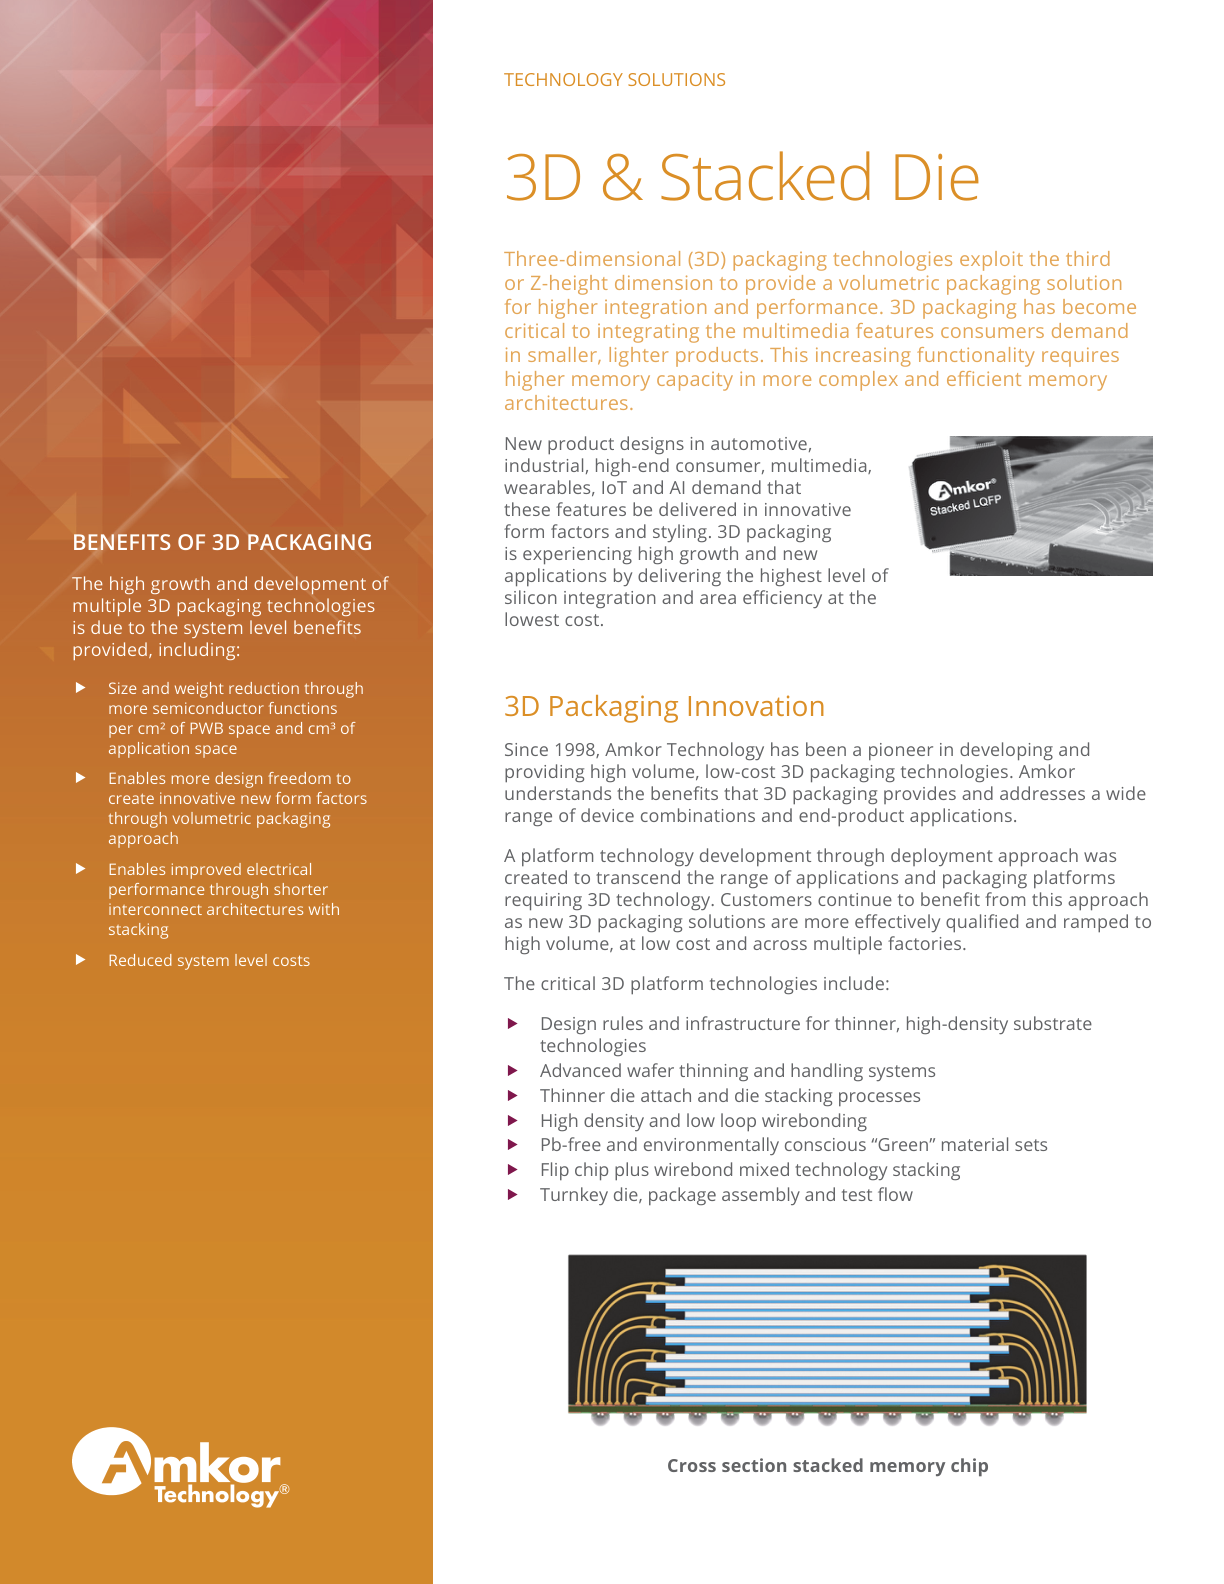 TECHNOLOGY SOLUTIONS
3D & Stacked Die
Three-dimensional (3D) packaging technologies exploit the third
or Z-height dimension to provide a volumetric packaging solution
for higher integration and performance. 3D packaging has become
critical to integrating the multimedia features consumers demand
in smaller, lighter products. This increasing functionality requires
higher memory capacity in more complex and efficient memory
architectures.
New product designs in automotive,
industrial, high-end consumer, multimedia,
wearables, IoT and AI demand that
these features be delivered in innovative
form factors and styling. 3D packaging
is experiencing high growth and new
applications by delivering the highest level of
silicon integration and area efficiency at the
lowest cost.
Amkor®
Stacked LQFP
BENEFITS OF 3D PACKAGING
The high growth and development of
multiple 3D packaging technologies
is due to the system level benefits
provided, including:
Size and weight reduction through
more semiconductor functions
per cm² of PWB space and cm³ of
application space
Enables more design freedom to
create innovative new form factors
through volumetric packaging
approach
Enables improved electrical
performance through shorter
interconnect architectures with
stacking
Reduced system level costs
3D Packaging Innovation
Since 1998, Amkor Technology has been a pioneer in developing and
providing high volume, low-cost 3D packaging technologies. Amkor
understands the benefits that 3D packaging provides and addresses a wide
range of device combinations and end-product applications.
A platform technology development through deployment approach was
created to transcend the range of applications and packaging platforms
requiring 3D technology. Customers continue to benefit from this approach
as new 3D packaging solutions are more effectively qualified and ramped to
high volume, at low cost and across multiple factories.
The critical 3D platform technologies include:
Design rules and infrastructure for thinner, high-density substrate
technologies
Advanced wafer thinning and handling systems
Thinner die attach and die stacking processes
High density and low loop wirebonding
Pb-free and environmentally conscious “Green” material sets
Flip chip plus wirebond mixed technology stacking
Turnkey die, package assembly and test flow
Cross section stacked memory chip
Amkor
Technology®